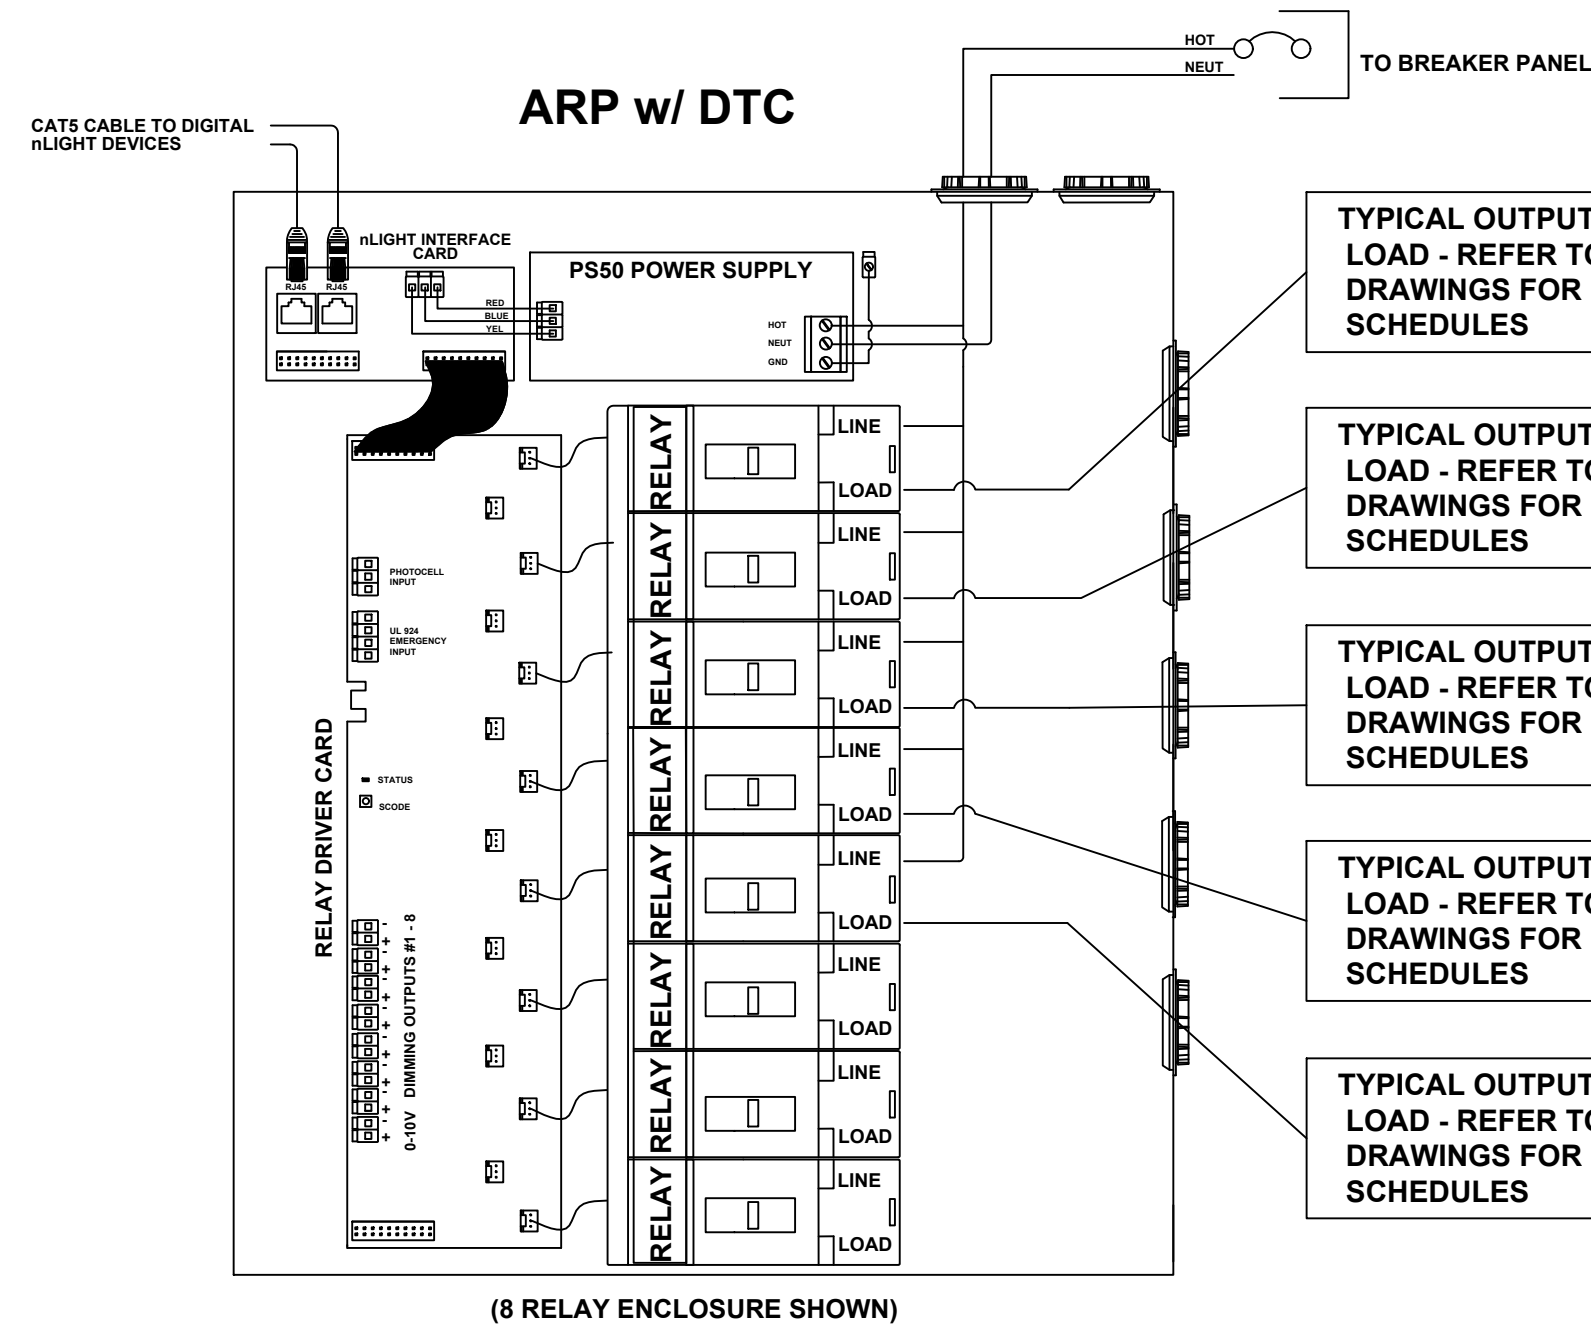 HOT
NEUT
TO BREAKER PANEL
ARP w/ DTC
CAT5 CABLE TO DIGITAL
nLIGHT DEVICES
nLIGHT INTERFACE
CARD
RJ45 RJ45
RED
BLUE
YEL
PS50 POWER SUPPLY
HOT
NEUT
GND
TYPICAL OUTPUT
LOAD - REFER TO
DRAWINGS FOR
SCHEDULES
TYPICAL OUTPUT
LOAD - REFER TO
DRAWINGS FOR
SCHEDULES
TYPICAL OUTPUT
LOAD - REFER TO
DRAWINGS FOR
SCHEDULES
TYPICAL OUTPUT
LOAD - REFER TO
DRAWINGS FOR
SCHEDULES
TYPICAL OUTPUT
LOAD - REFER TO
DRAWINGS FOR
SCHEDULES
RELAY DRIVER CARD
PHOTOCELL
INPUT
UL 924
EMERGENCY
INPUT
STATUS
SCODE
0-10V DIMMING OUTPUTS #1 - 8
-
+
-
+
-
+
-
+
-
+
-
+
-
+
-
+
RELAY
LINE
LOAD
RELAY
LINE
LOAD
RELAY
LINE
LOAD
RELAY
LINE
LOAD
RELAY
LINE
LOAD
RELAY
LINE
LOAD
RELAY
LINE
LOAD
RELAY
LINE
LOAD
(8 RELAY ENCLOSURE SHOWN)